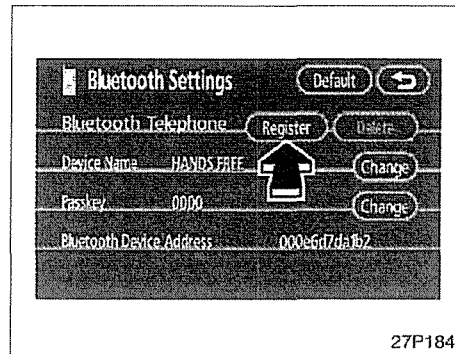 Bluetooth Settings Default
Bluetooth Telephone Register Delete
Device Name HANDS FREE Change
Passkey 0000 Change
Bluetooth Device Address 000e6d7da1b2
27P184